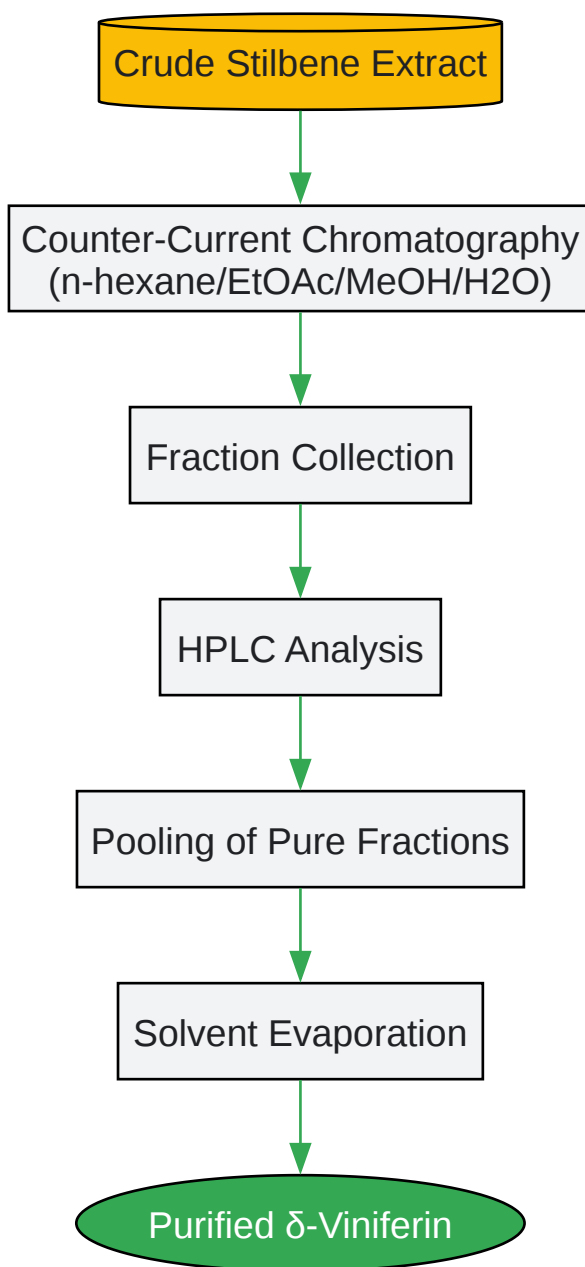 Crude Stilbene Extract
Counter-Current Chromatography
(n-hexane/EtOAc/MeOH/H2O)
Fraction Collection
HPLC Analysis
Pooling of Pure Fractions
Solvent Evaporation
Purified δ-Viniferin